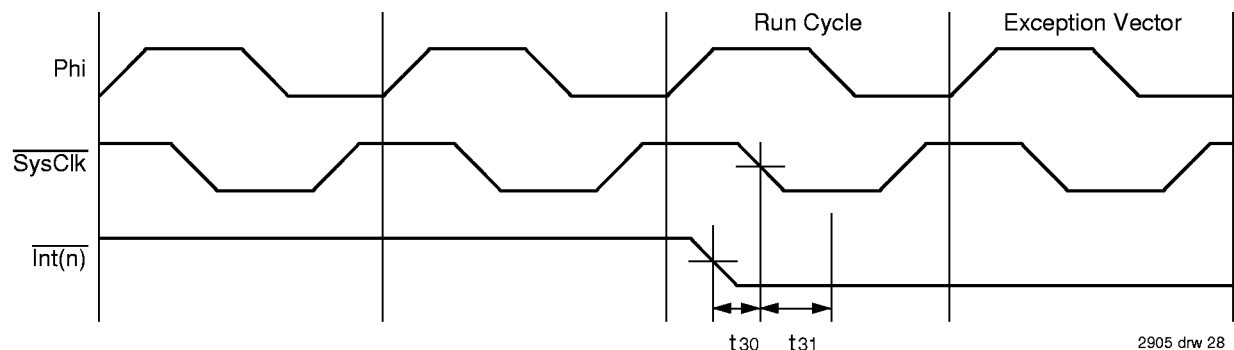 Run Cycle
Exception Vector
Phi
SysClk
Int(n)
t30
t31
2905 drw 28